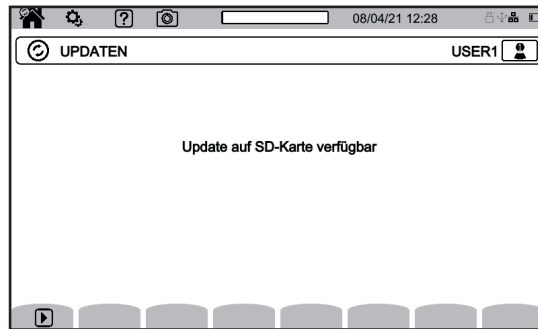 08/04/21 12:28
UPDATEN
USER1
Update auf SD-Karte verfügbar